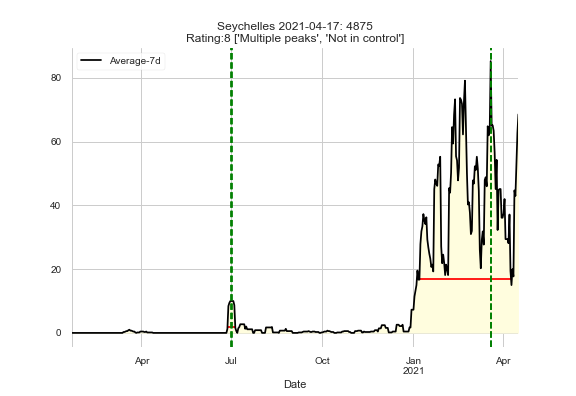 Seychelles 2021-04-17: 4875
Rating:8 ['Multiple peaks', 'Not in control']
Average-7d
80
60
40
20
0
Apr
Jul
Oct
Jan
2021
Apr
Date